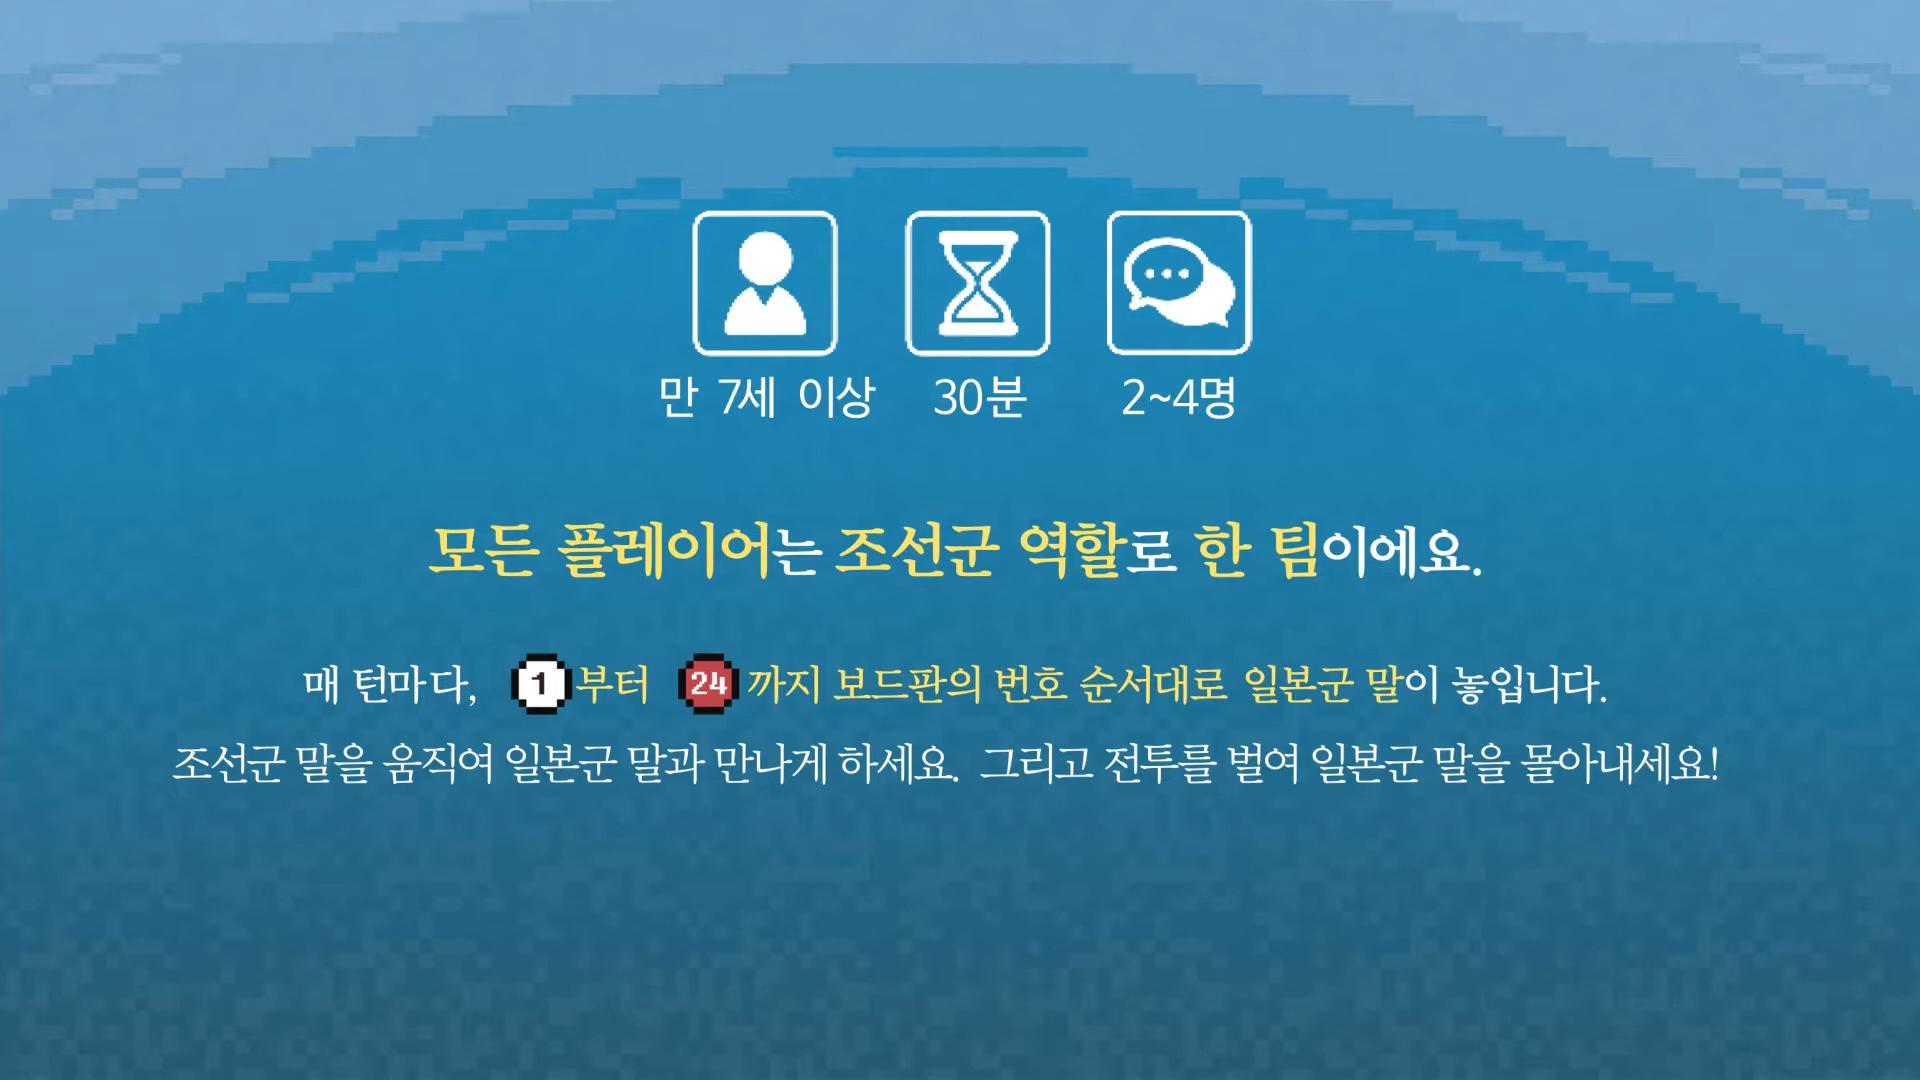 만 7세 이상 30분 2~4명
모든 플레이어는 조선군 역할로 한 팀이에요.
매 턴마다, 1부터 24까지 보드판의 번호 순서대로 일본군 말이 놓입니다.
조선군 말을 움직여 일본군 말과 만나게 하세요. 그리고 전투를 벌여 일본군 말을 몰아내세요!